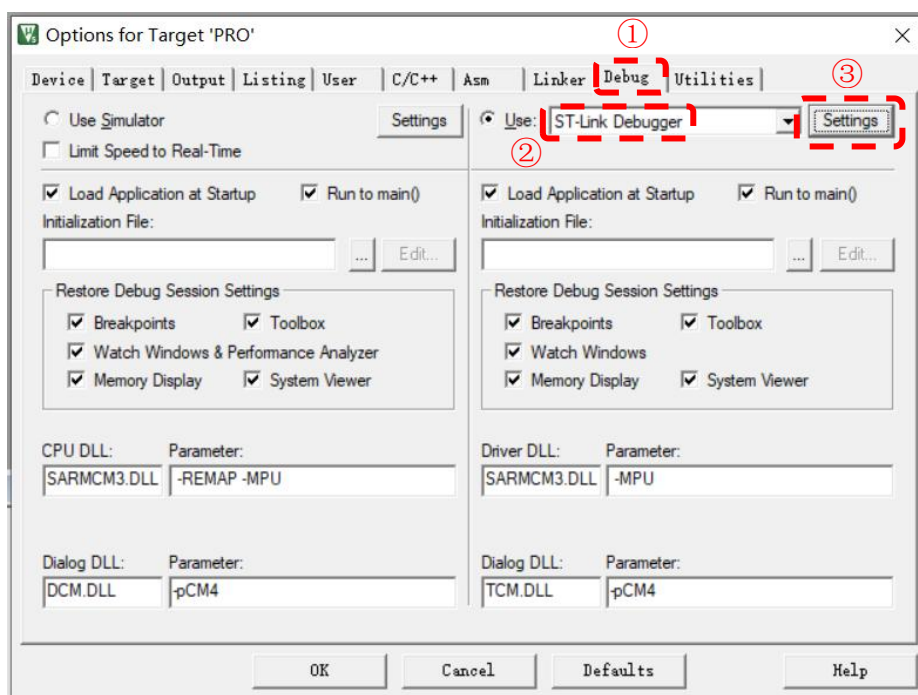 Options for Target 'PRO'
①
Device Target Output Listing User C/C++ Asm Linker Debug Utilities
③
Use Simulator Settings Use: ST-Link Debugger Settings
②
Limit Speed to Real-Time
Load Application at Startup Run to main() Load Application at Startup Run to main()
Initialization File: Initialization File:
... Edit... ... Edit...
Restore Debug Session Settings Restore Debug Session Settings
Breakpoints Toolbox Breakpoints Toolbox
Watch Windows & Performance Analyzer Watch Windows
Memory Display System Viewer Memory Display System Viewer
CPU DLL: Parameter: Driver DLL: Parameter:
SARMCM3.DLL -REMAP -MPU SARMCM3.DLL -MPU
Dialog DLL: Parameter: Dialog DLL: Parameter:
DCM.DLL -pCM4 TCM.DLL -pCM4
OK Cancel Defaults Help